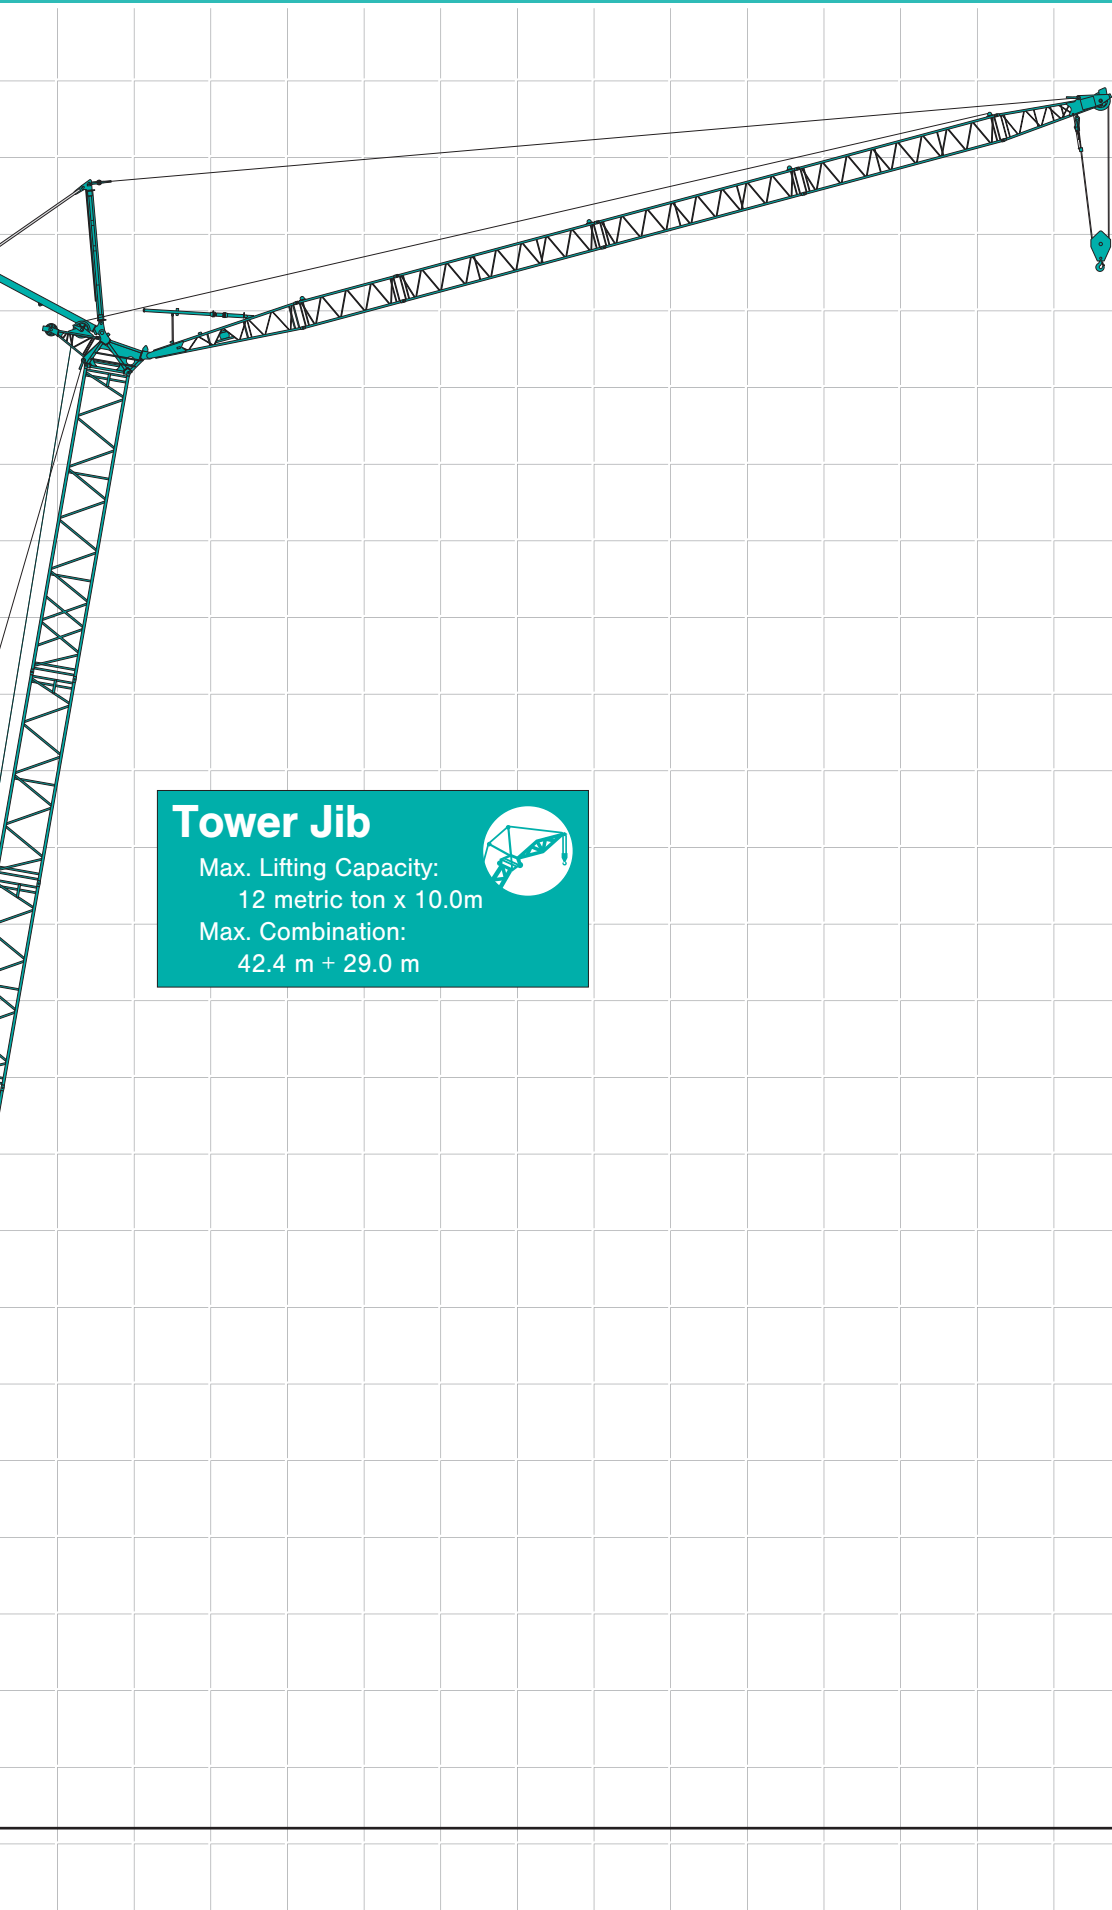 Tower Jib
Max. Lifting Capacity:
12 metric ton x 10.0m
Max. Combination:
42.4 m + 29.0 m